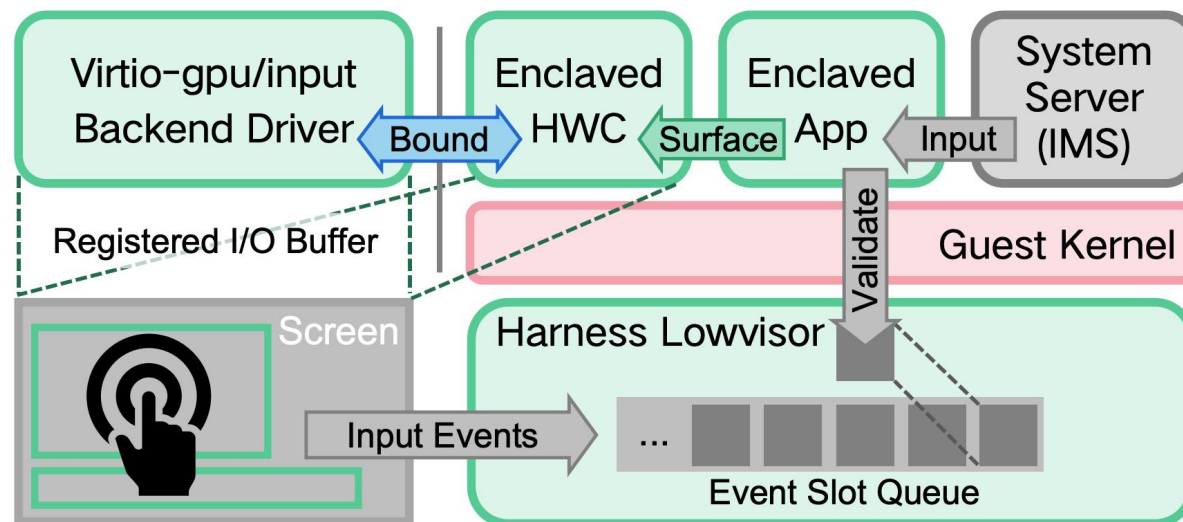 Virtio-gpu/input
Backend Driver
Bound
Enclaved
HWC
Surface
Enclaved
App
Input
System
Server
(IMS)
Registered I/O Buffer
Guest Kernel
Validate
Screen
Harness Lowvisor
Input Events
...
Event Slot Queue